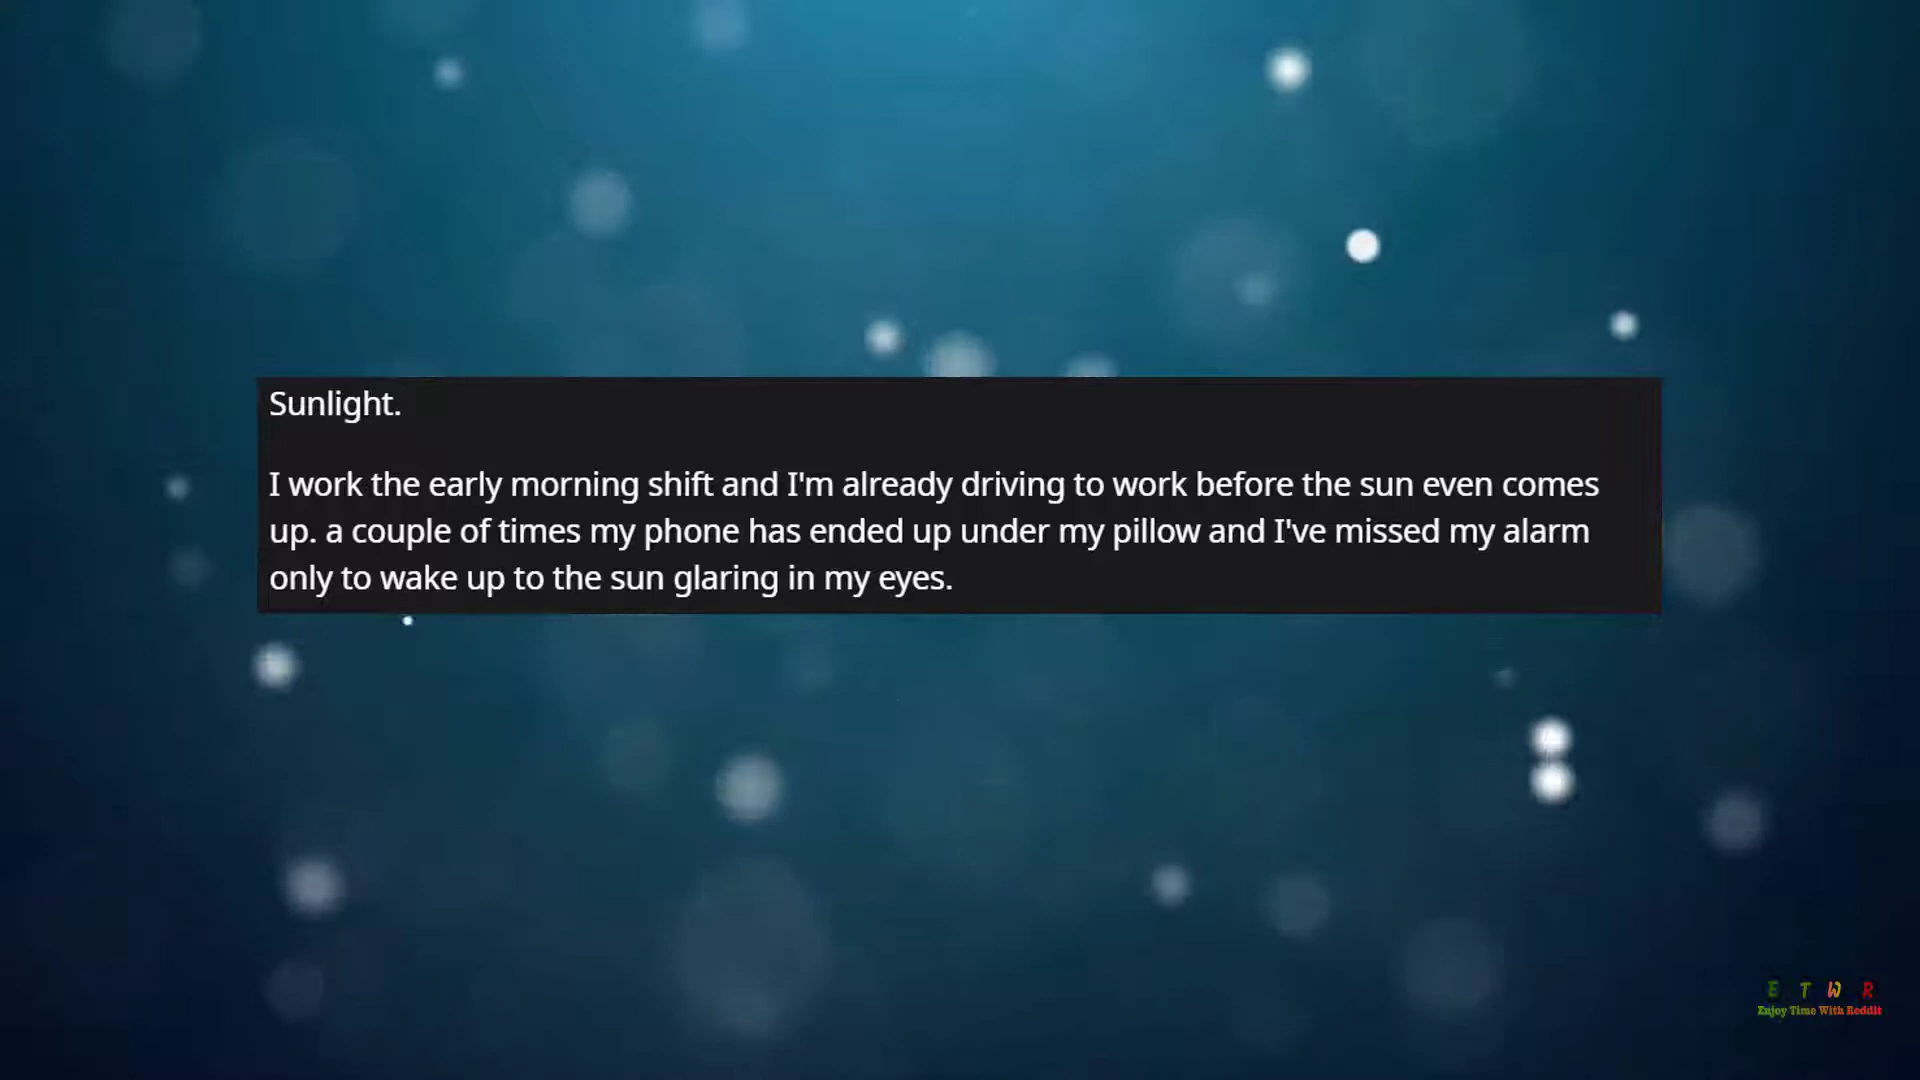 Sunlight.
I work the early morning shift and I'm already driving to work before the sun even comes
up. a couple of times my phone has ended up under my pillow and I've missed my alarm
only to wake up to the sun glaring in my eyes.
E T W R
Enjoy Time With Reddit